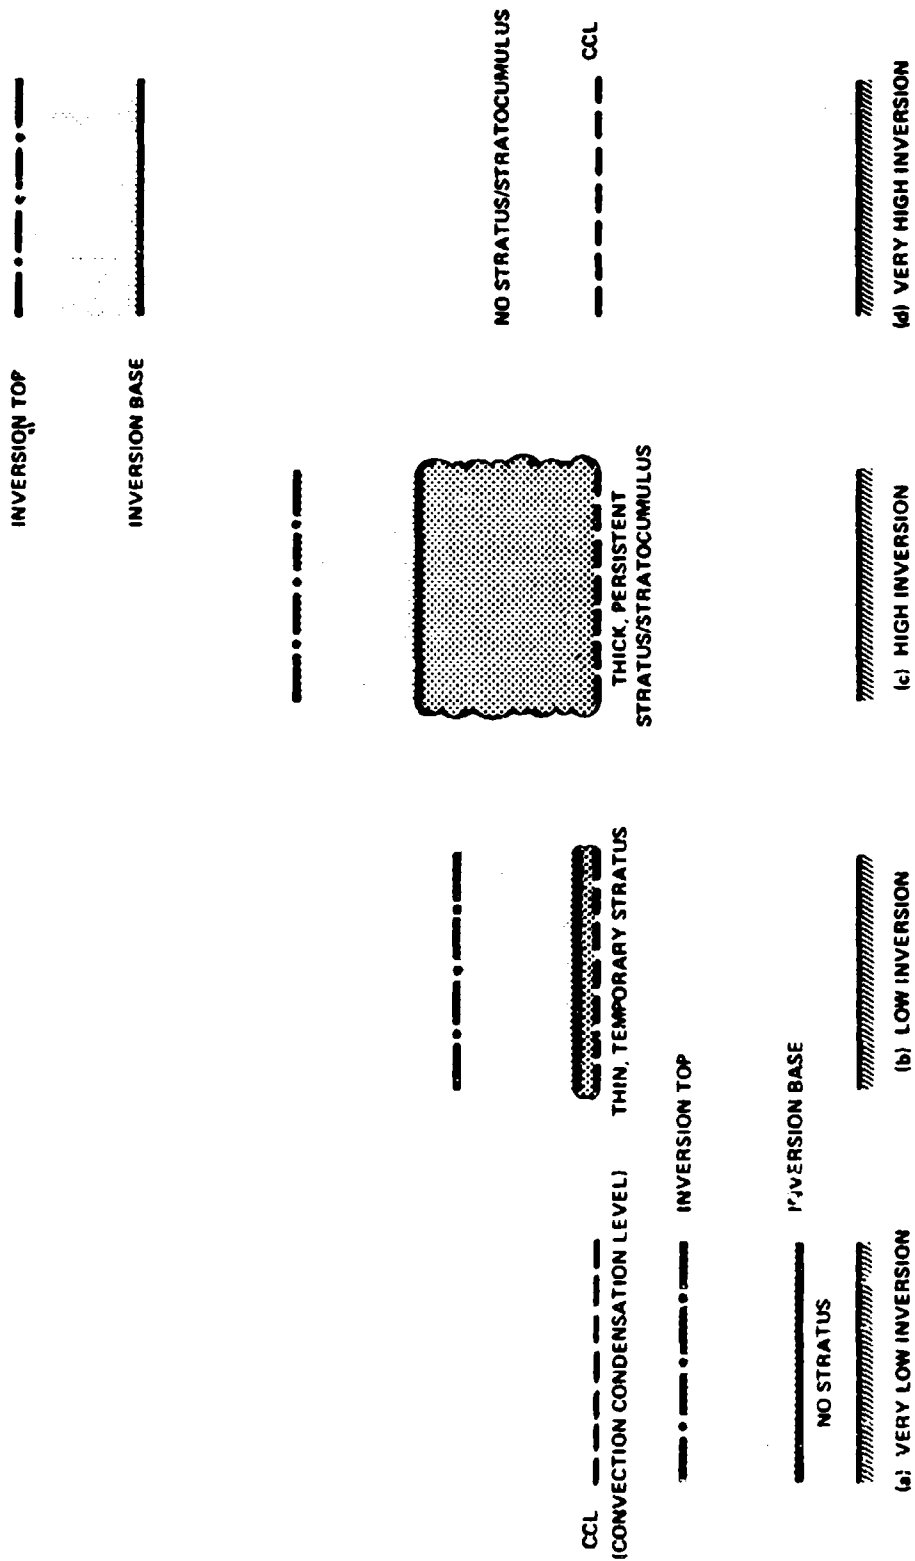 CCL
(CONVECTION CONDENSATION LEVEL)
INVERSION TOP
INVERSION BASE
NO STRATUS
(a) VERY LOW INVERSION
THIN, TEMPORARY STRATUS
(b) LOW INVERSION
THICK, PERSISTENT
STRATUS/STRATOCUMULUS
(c) HIGH INVERSION
INVERSION TOP
INVERSION BASE
NO STRATUS/STRATOCUMULUS
CCL
(d) VERY HIGH INVERSION